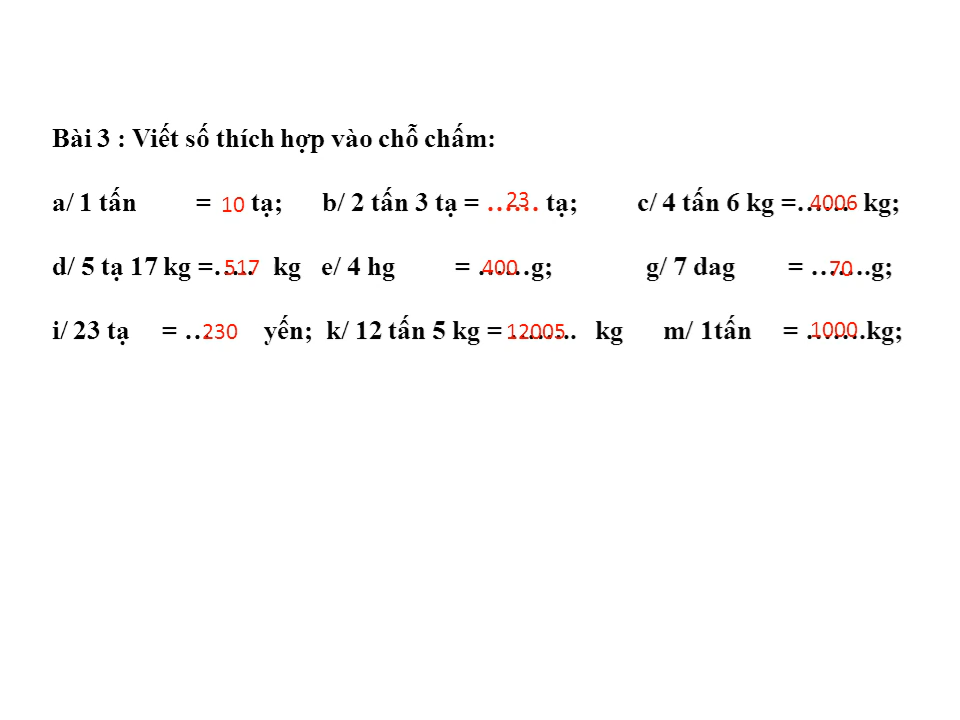 Bài 3 : Viết số thích hợp vào chỗ chấm:
a/ 1 tấn = 10 tạ; b/ 2 tấn 3 tạ = …23… tạ; c/ 4 tấn 6 kg =…4006… kg;
d/ 5 tạ 17 kg =…517.. kg e/ 4 hg = …400….g; g/ 7 dag = …70….g;
i/ 23 tạ = …230 yến; k/ 12 tấn 5 kg = …12005….. kg m/ 1tấn = …1000….kg;